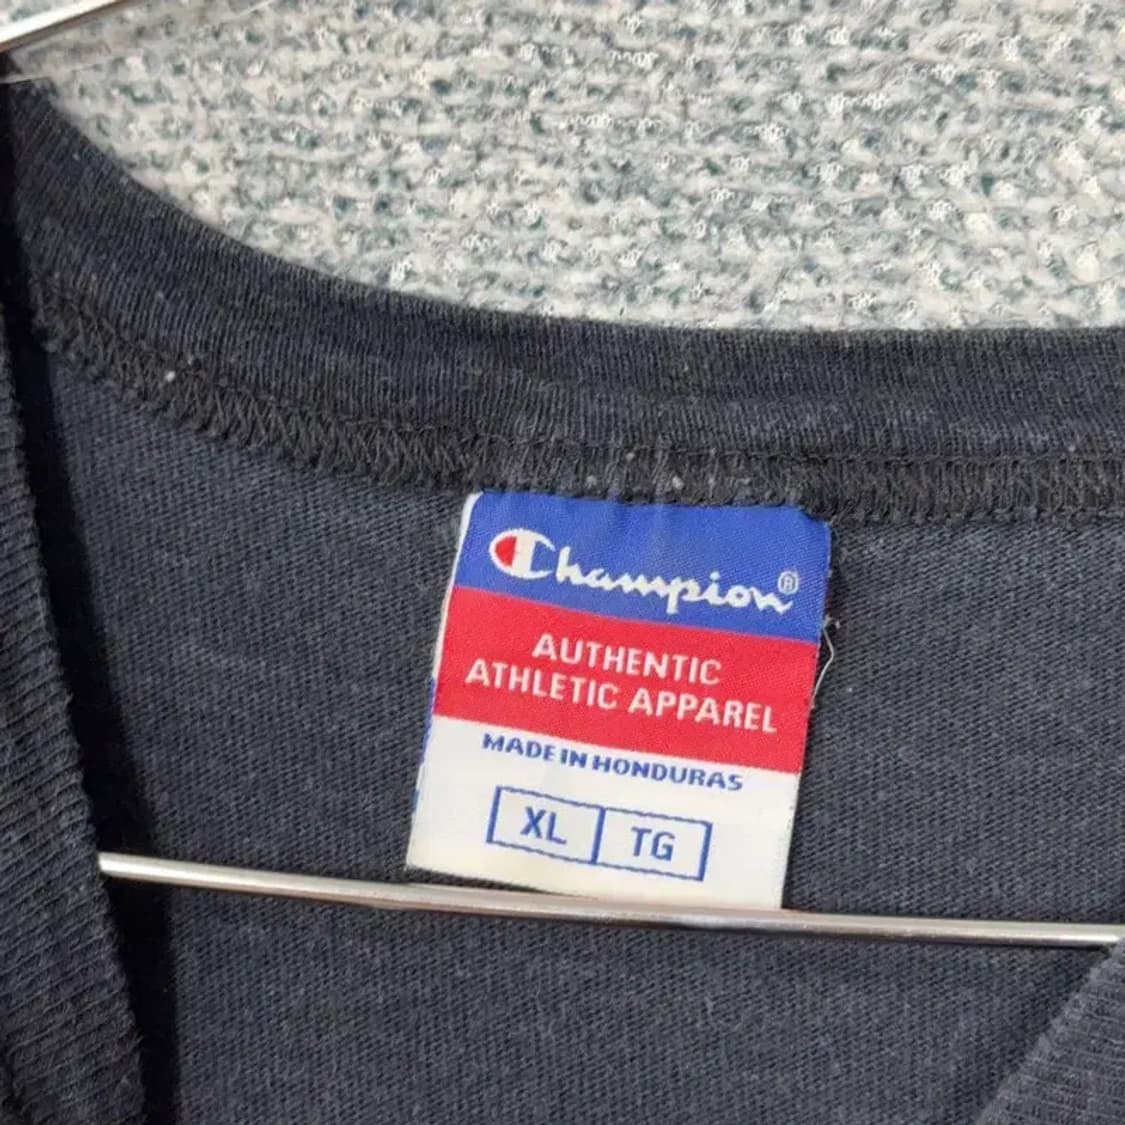 Champion®
AUTHENTIC
ATHLETIC APPAREL
MADE IN HONDURAS
XL TG